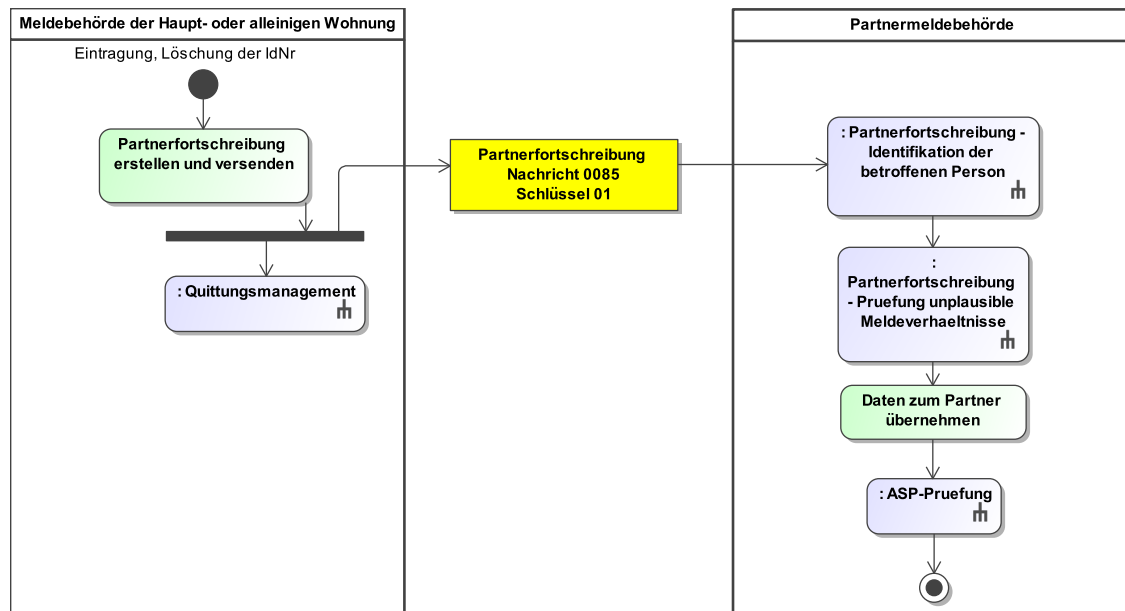 Meldebehörde der Haupt- oder alleinigen Wohnung
Eintragung, Löschung der IdNr
Partnerfortschreibung
erstellen und versenden
: Quittungsmanagement
Partnerfortschreibung
Nachricht 0085
Schlüssel 01
Partnermeldebehörde
: Partnerfortschreibung -
Identifikation der
betroffenen Person
:
Partnerfortschreibung
- Pruefung unplausible
Meldeverhaeltnisse
Daten zum Partner
übernehmen
: ASP-Pruefung